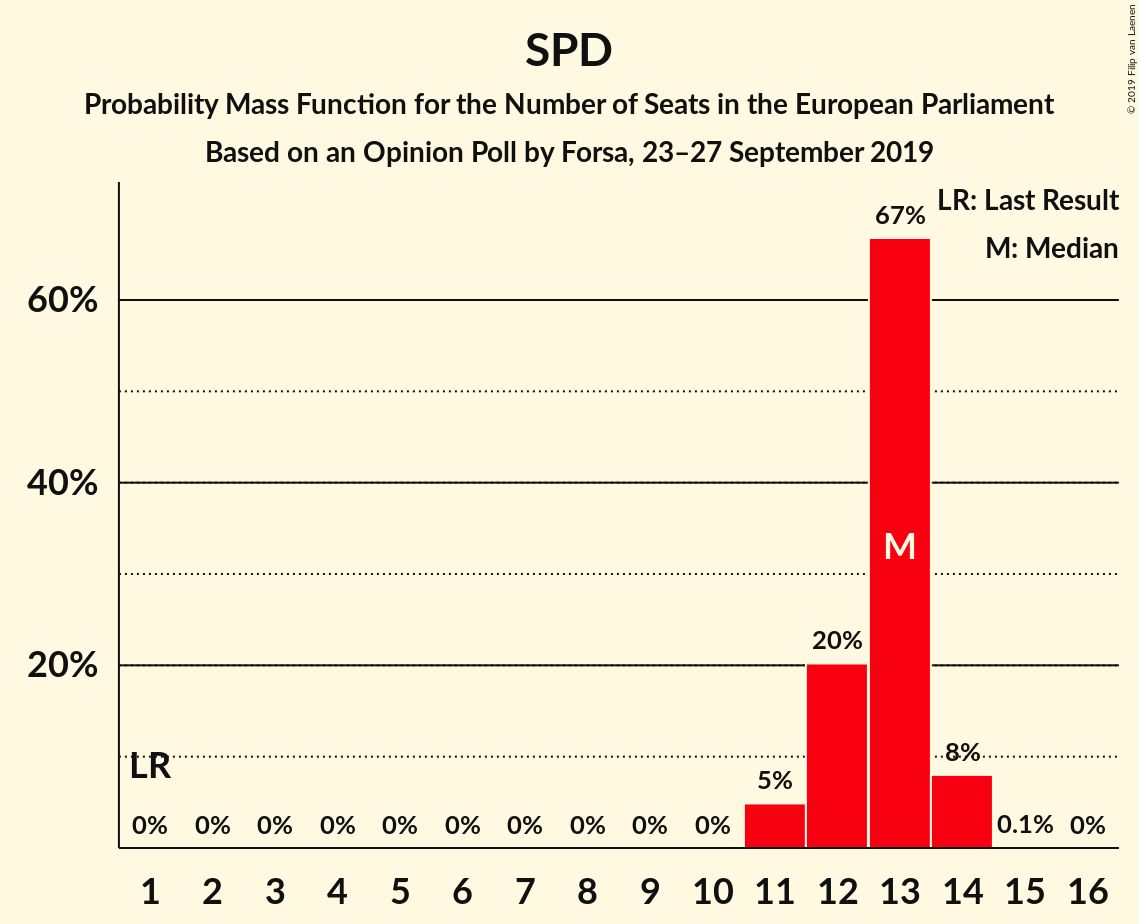 SPD
Probability Mass Function for the Number of Seats in the European Parliament
Based on an Opinion Poll by Forsa, 23–27 September 2019
© 2019 Filip van Laenen
LR: Last Result
M: Median
67%
60%
40%
M
20%
20%
LR
5%
8%
0% 0% 0% 0% 0% 0% 0% 0% 0% 0% 0.1% 0%
1 2 3 4 5 6 7 8 9 10 11 12 13 14 15 16